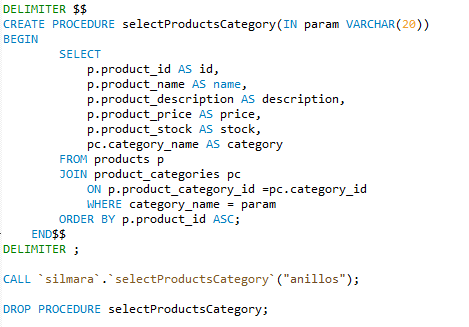 DELIMITER $$
CREATE PROCEDURE selectProductsCategory(IN param VARCHAR(20))
BEGIN
SELECT
p.product_id AS id,
p.product_name AS name,
p.product_description AS description,
p.product_price AS price,
p.product_stock AS stock,
pc.category_name AS category
FROM products p
JOIN product_categories pc
ON p.product_category_id =pc.category_id
WHERE category_name = param
ORDER BY p.product_id ASC;
END$$
DELIMITER ;
CALL `silmara`.`selectProductsCategory`("anillos");
DROP PROCEDURE selectProductsCategory;